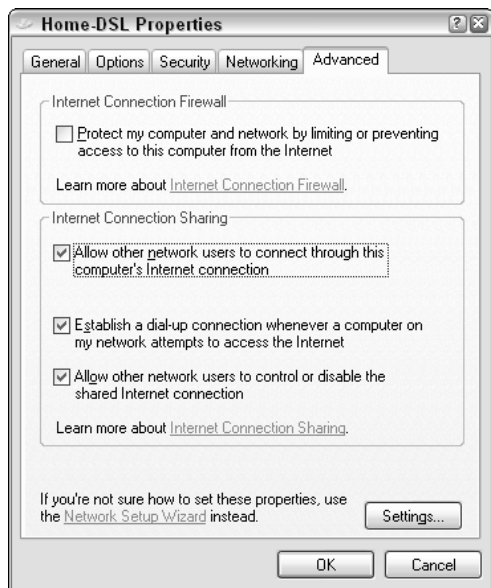 Home-DSL Properties
General Options Security Networking Advanced
Internet Connection Firewall
Protect my computer and network by limiting or preventing
access to this computer from the Internet
Learn more about Internet Connection Firewall.
Internet Connection Sharing
Allow other network users to connect through this
computer's Internet connection
Establish a dial-up connection whenever a computer on
my network attempts to access the Internet
Allow other network users to control or disable the
shared Internet connection
Learn more about Internet Connection Sharing.
If you're not sure how to set these properties, use
the Network Setup Wizard instead.
Settings...
OK Cancel